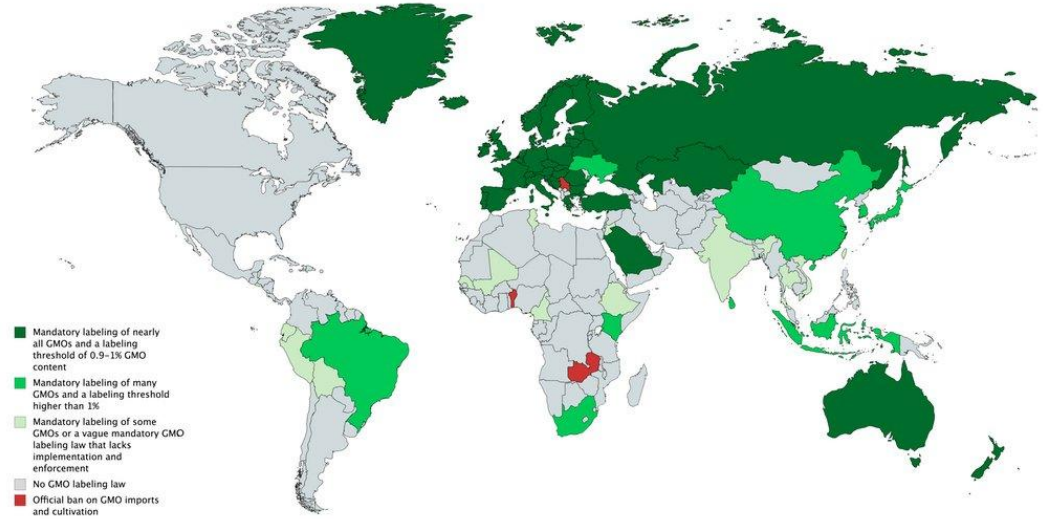 Mandatory labeling of nearly
all GMOs and a labeling
threshold of 0.9-1% GMO
content
Mandatory labeling of many
GMOs and a labeling threshold
higher than 1%
Mandatory labeling of some
GMOs or a vague mandatory GMO
labeling law that lacks
implementation and
enforcement
No GMO labeling law
Official ban on GMO imports
and cultivation